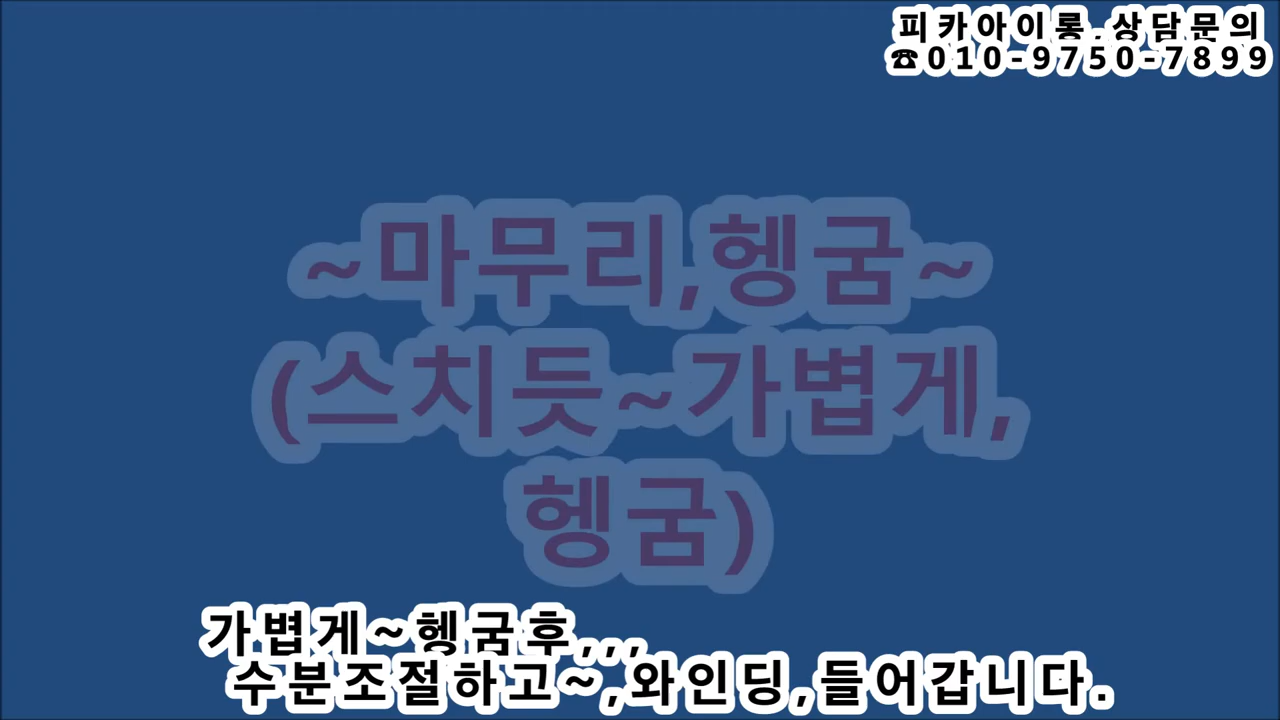 피카아이롱,상담문의
☎010-9750-7899
~마무리,헹굼~
(스치듯~가볍게,
헹굼)
가볍게~헹굼후,,,
수분조절하고~,와인딩,들어갑니다.